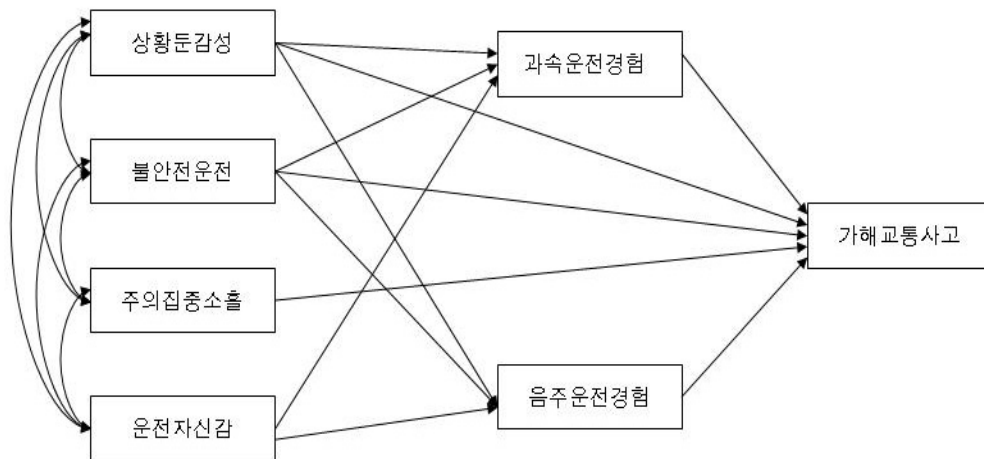 상황둔감성
과속운전경험
불안전운전
가해교통사고
주의집중소홀
음주운전경험
운전자신감